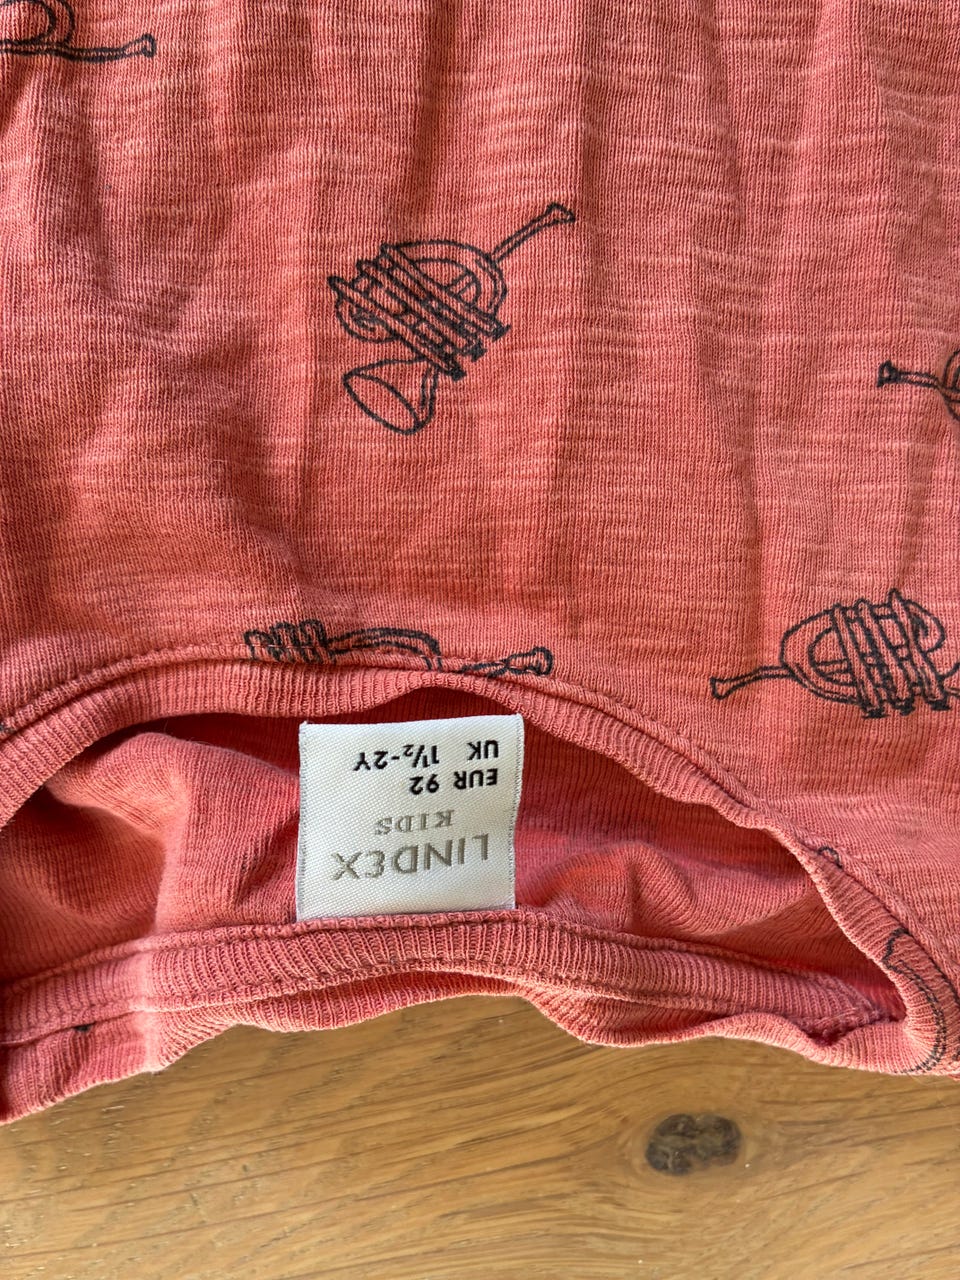 LINDEX
KIDS
EUR 92
UK 1½-2Y